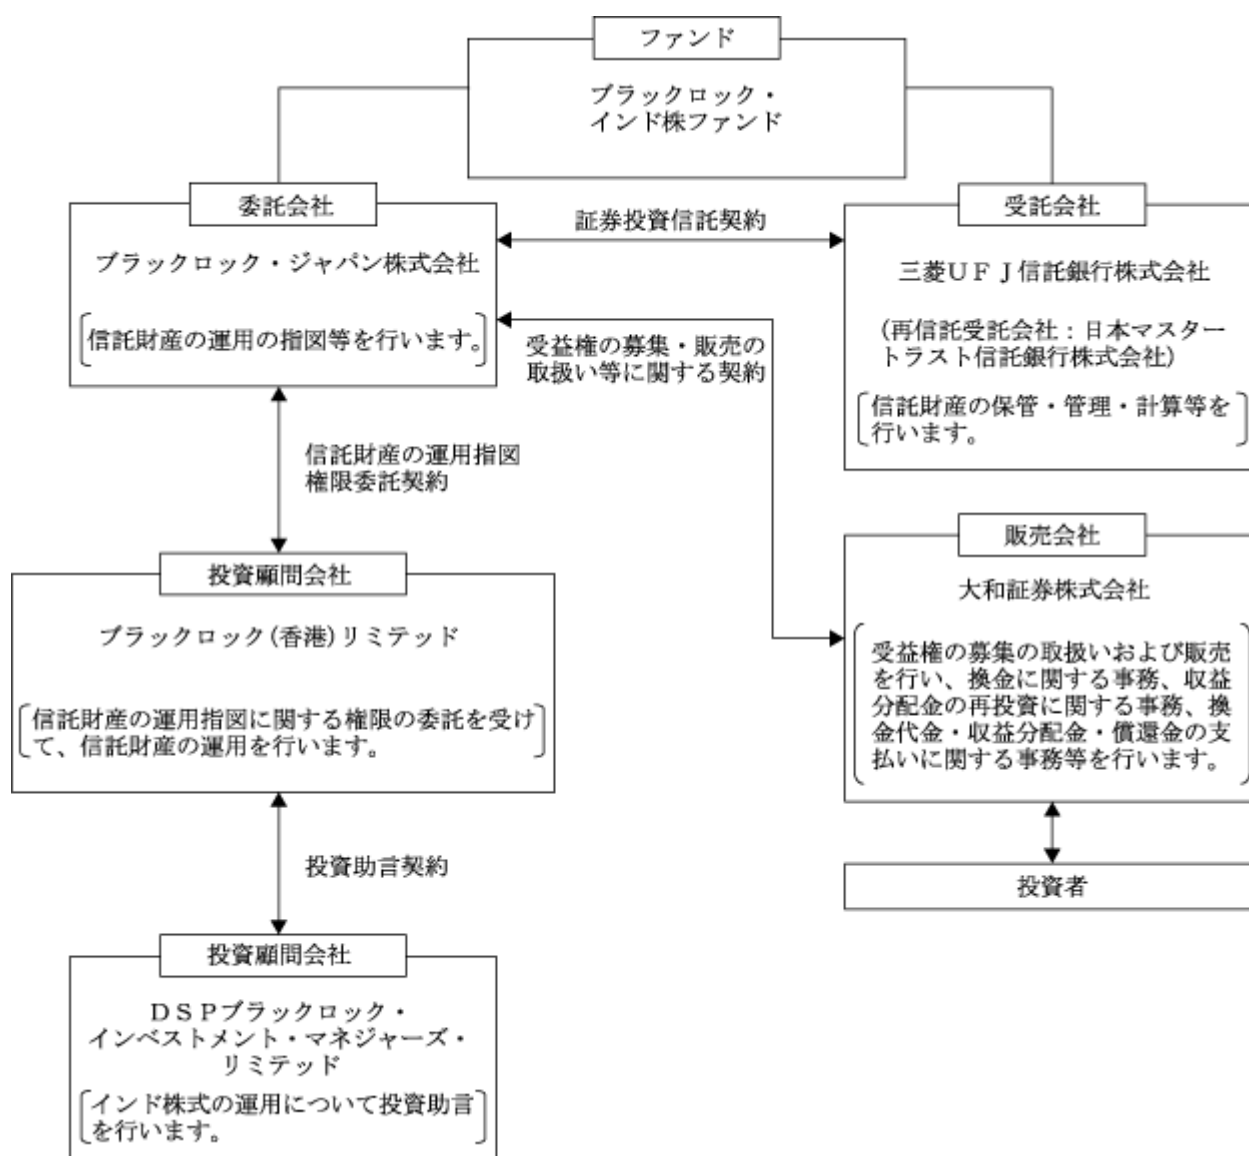 ファンド
ブラックロック・
インド株ファンド
委託会社
ブラックロック・ジャパン株式会社
信託財産の運用の指図等を行います。
証券投資信託契約
受益権の募集・販売の
取扱い等に関する契約
受託会社
三菱ＵＦＪ信託銀行株式会社
(再信託受託会社：日本マスター
トラスト信託銀行株式会社)
信託財産の保管・管理・計算等を
行います。
信託財産の運用指図
権限委託契約
投資顧問会社
ブラックロック(香港)リミテッド
信託財産の運用指図に関する権限の委託を受け
て、信託財産の運用を行います。
販売会社
大和証券株式会社
受益権の募集の取扱いおよび販売
を行い、換金に関する事務、収益
分配金の再投資に関する事務、換
金代金・収益分配金・償還金の支
払いに関する事務等を行います。
投資者
投資助言契約
投資顧問会社
ＤＳＰブラックロック・
インベストメント・マネジャーズ・
リミテッド
インド株式の運用について投資助言
を行います。